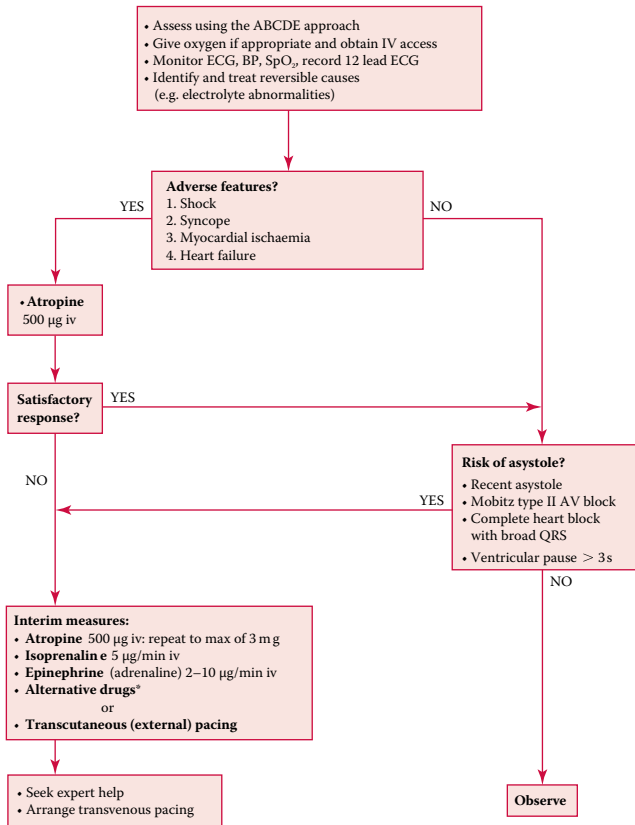 • Assess using the ABCDE approach
• Give oxygen if appropriate and obtain IV access
• Monitor ECG, BP, SpO₂, record 12 lead ECG
• Identify and treat reversible causes
(e.g. electrolyte abnormalities)
Adverse features?
1. Shock
2. Syncope
3. Myocardial ischaemia
4. Heart failure
YES
NO
• Atropine
500 µg iv
Satisfactory
response?
YES
NO
Risk of asystole?
• Recent asystole
• Mobitz type II AV block
• Complete heart block
with broad QRS
• Ventricular pause > 3 s
YES
NO
Interim measures:
• Atropine 500 µg iv: repeat to max of 3 mg
• Isoprenaline 5 µg/min iv
• Epinephrine (adrenaline) 2–10 µg/min iv
• Alternative drugs*
or
• Transcutaneous (external) pacing
• Seek expert help
• Arrange transvenous pacing
Observe